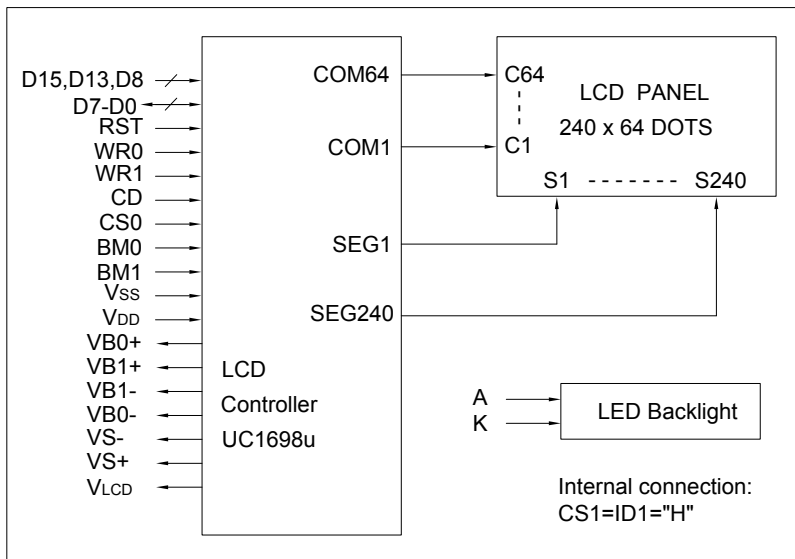 D15,D13,D8
D7-D0
RST
WR0
WR1
CD
CS0
BM0
BM1
VSS
VDD
VB0+
VB1+
VB1-
VB0-
VS-
VS+
VLCD
COM64
COM1
SEG1
SEG240
LCD
Controller
UC1698u
C64
C1
LCD PANEL
240 x 64 DOTS
S1 ------- S240
A
K
LED Backlight
Internal connection:
CS1=ID1="H"